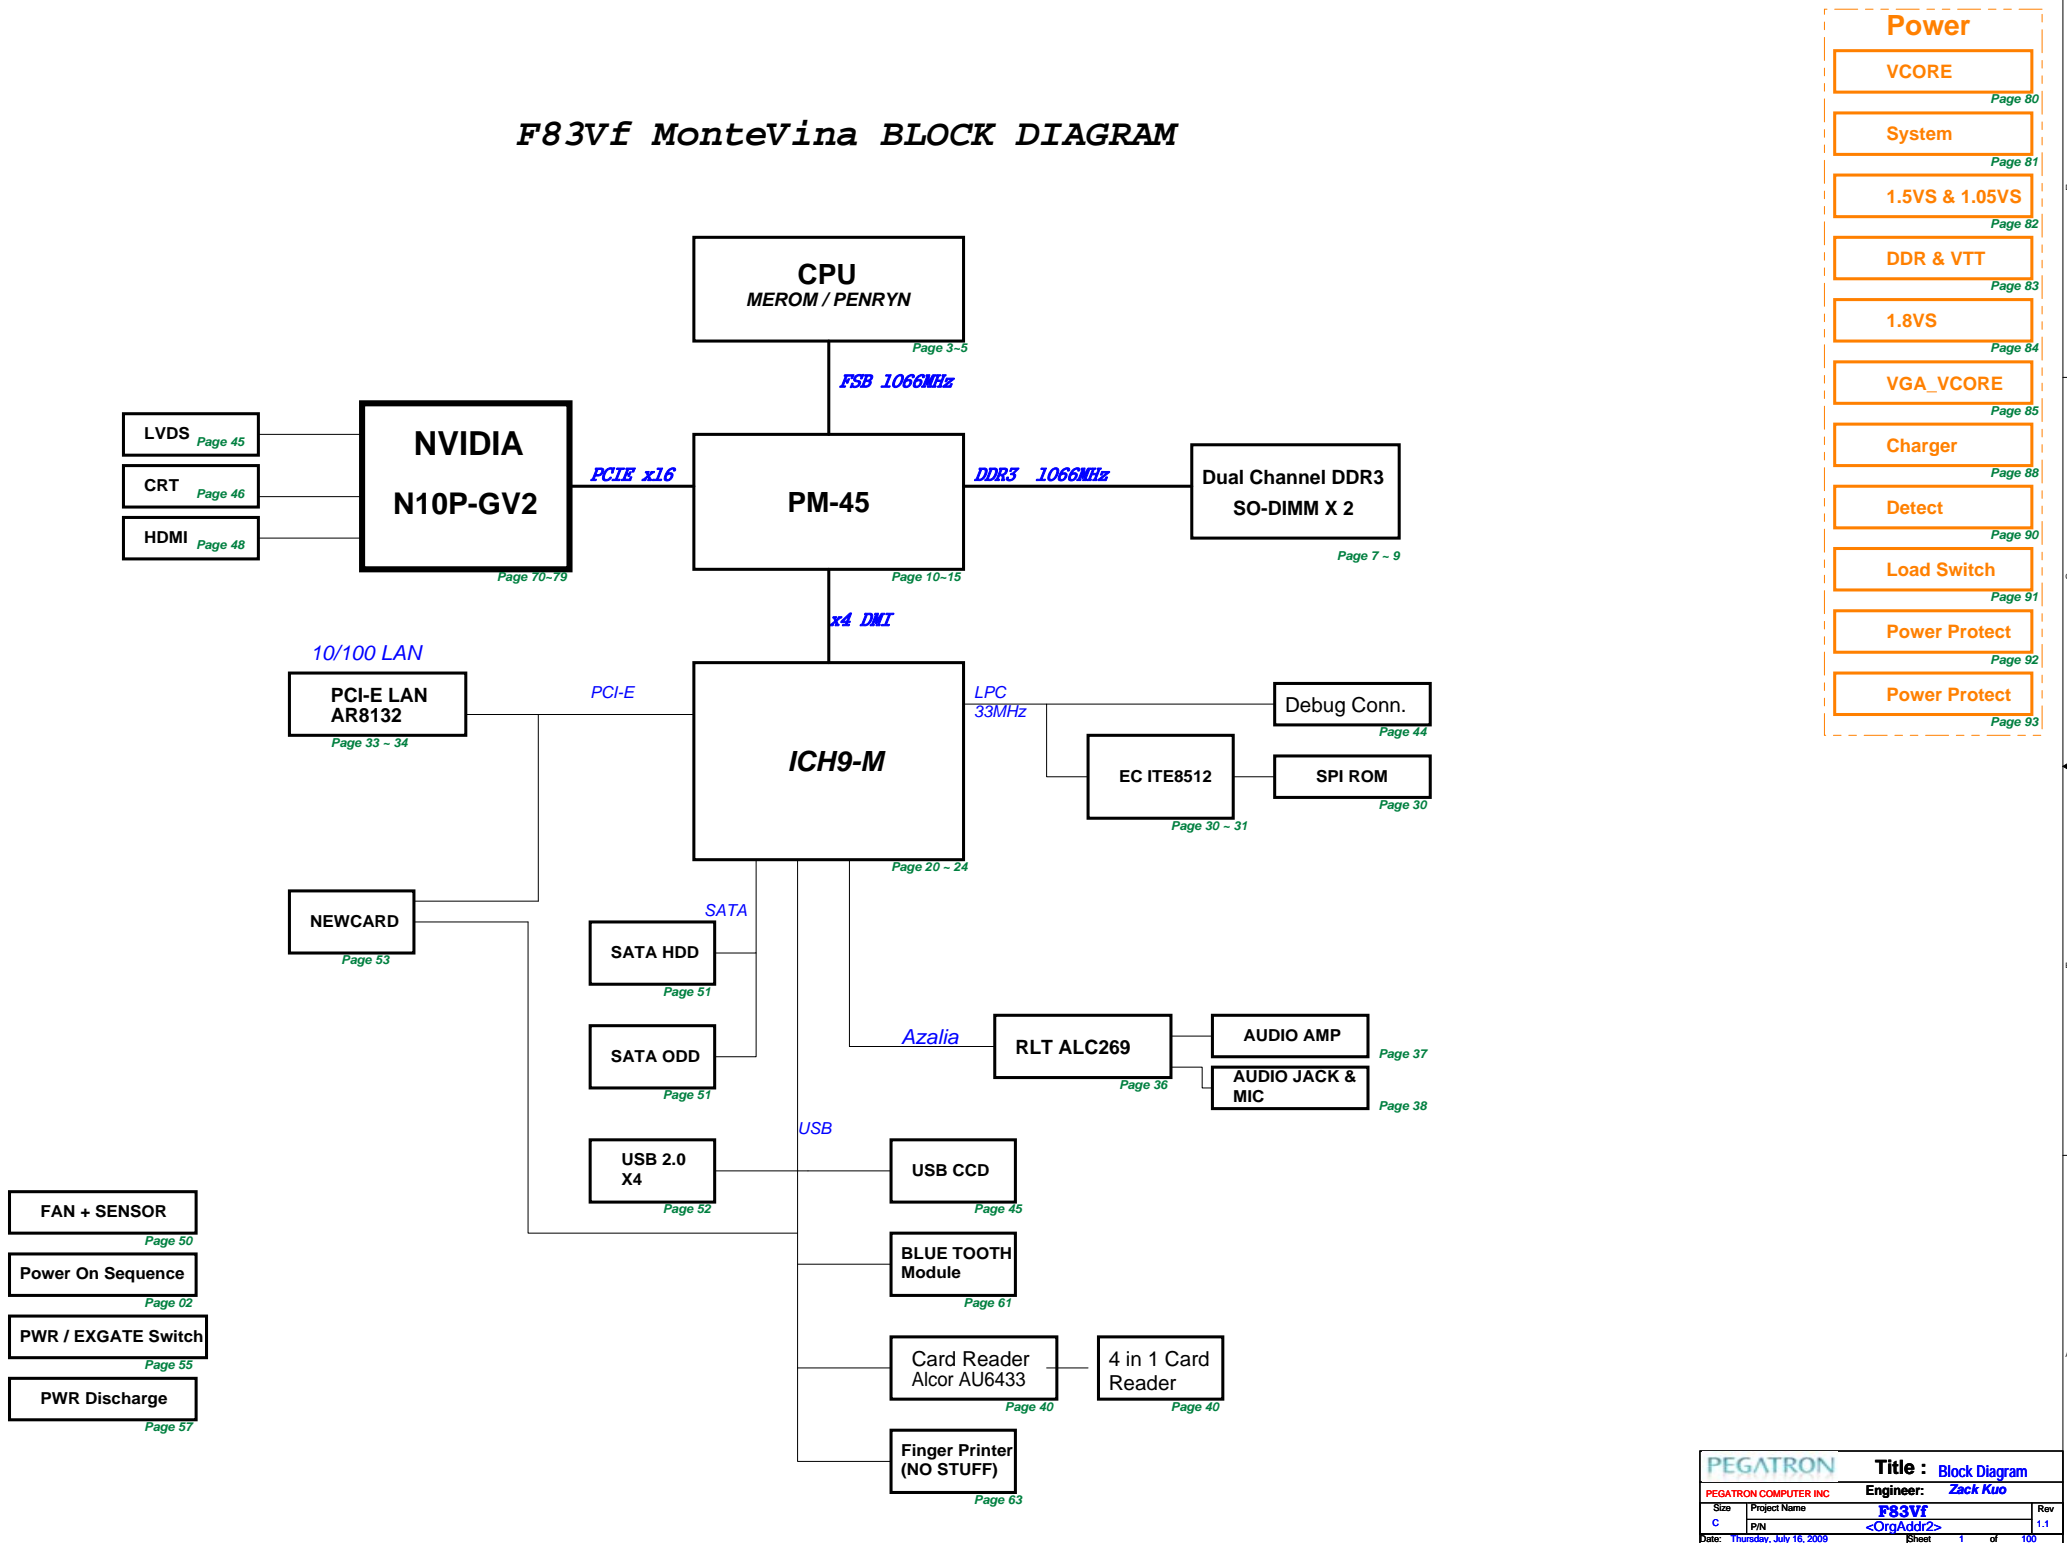 F83Vf MonteVina BLOCK DIAGRAM
CPU
MEROM / PENRYN
Page 3~5
FSB 1066MHz
LVDS
Page 45
CRT
Page 46
HDMI
Page 48
NVIDIA
N10P-GV2
Page 70~79
PCIE x16
PM-45
Page 10~15
DDR3 1066MHz
Dual Channel DDR3
SO-DIMM X 2
Page 7 ~ 9
x4 DMI
10/100 LAN
PCI-E LAN
AR8132
Page 33 ~ 34
PCI-E
ICH9-M
Page 20 ~ 24
LPC
33MHz
Debug Conn.
Page 44
EC ITE8512
Page 30 ~ 31
SPI ROM
Page 30
NEWCARD
Page 53
SATA
SATA HDD
Page 51
SATA ODD
Page 51
Azalia
RLT ALC269
Page 36
AUDIO AMP
Page 37
AUDIO JACK &
MIC
Page 38
USB
USB 2.0
X4
Page 52
USB CCD
Page 45
BLUE TOOTH
Module
Page 61
Card Reader
Alcor AU6433
Page 40
4 in 1 Card
Reader
Page 40
Finger Printer
(NO STUFF)
Page 63
FAN + SENSOR
Page 50
Power On Sequence
Page 02
PWR / EXGATE Switch
Page 55
PWR Discharge
Page 57
Power
VCORE
Page 80
System
Page 81
1.5VS & 1.05VS
Page 82
DDR & VTT
Page 83
1.8VS
Page 84
VGA_VCORE
Page 85
Charger
Page 88
Detect
Page 90
Load Switch
Page 91
Power Protect
Page 92
Power Protect
Page 93
PEGATRON
Title : Block Diagram
PEGATRON COMPUTER INC
Engineer: Zack Kuo
Size
C
Project Name
F83Vf
Rev
1.1
P/N
<OrgAddr2>
Date: Thursday, July 16, 2009
Sheet 1 of 100